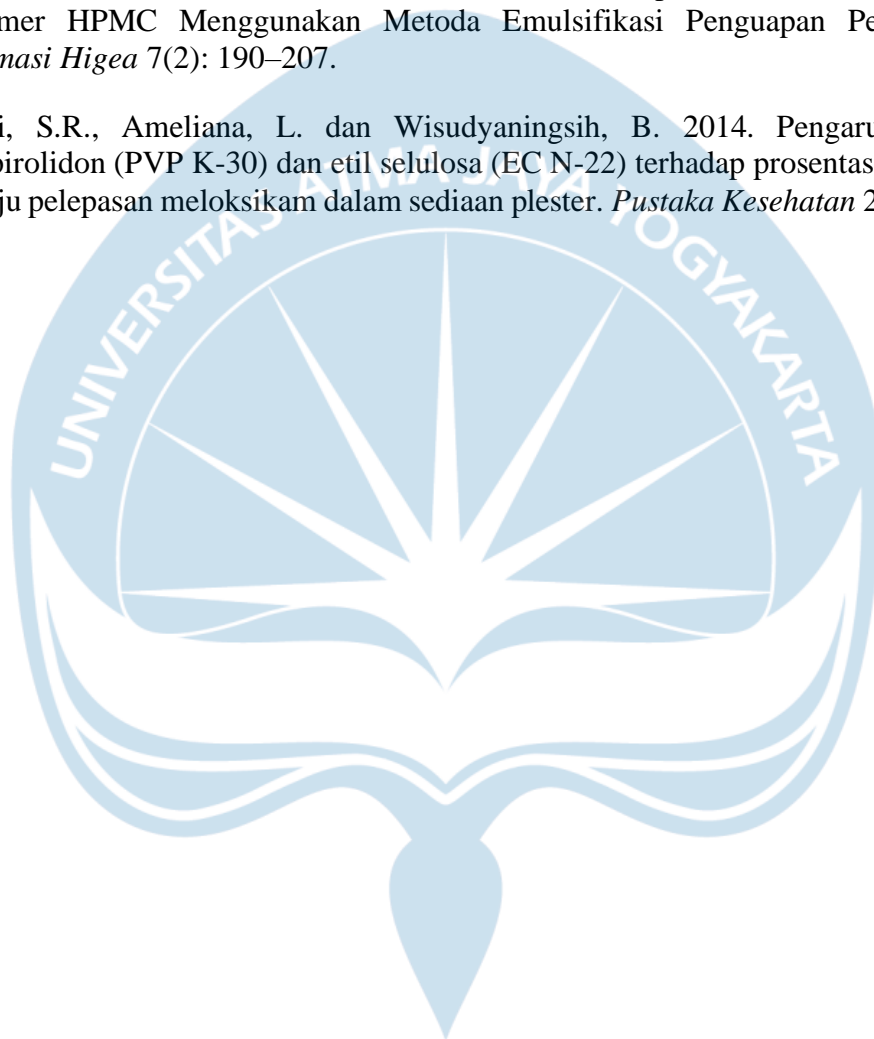 mer HPMC Menggunakan Metoda Emulsifikasi Penguapan Pe
masi Higea 7(2): 190–207.
i, S.R., Ameliana, L. dan Wisudyaningsih, B. 2014. Pengaru
pirolidon (PVP K-30) dan etil selulosa (EC N-22) terhadap prosentas
ju pelepasan meloksikam dalam sediaan plester. Pustaka Kesehatan 2
UNIVERSITAS ATMA JAYA YOGYAKARTA